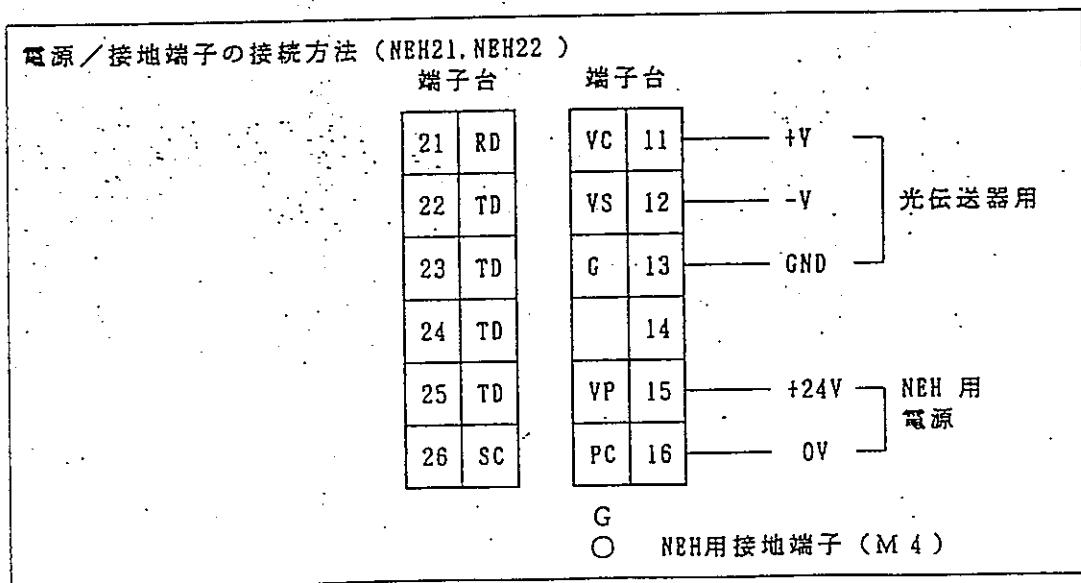 電源／接地端子の接続方法（NEH21,NEH22 ）
端子台 端子台
21 RD VC 11 +V
22 TD VS 12 -V 光伝送器用
23 TD G 13 GND
24 TD 14
25 TD VP 15 +24V NEH 用
電源
26 SC PC 16 0V
G
NEH用接地端子（M 4 ）